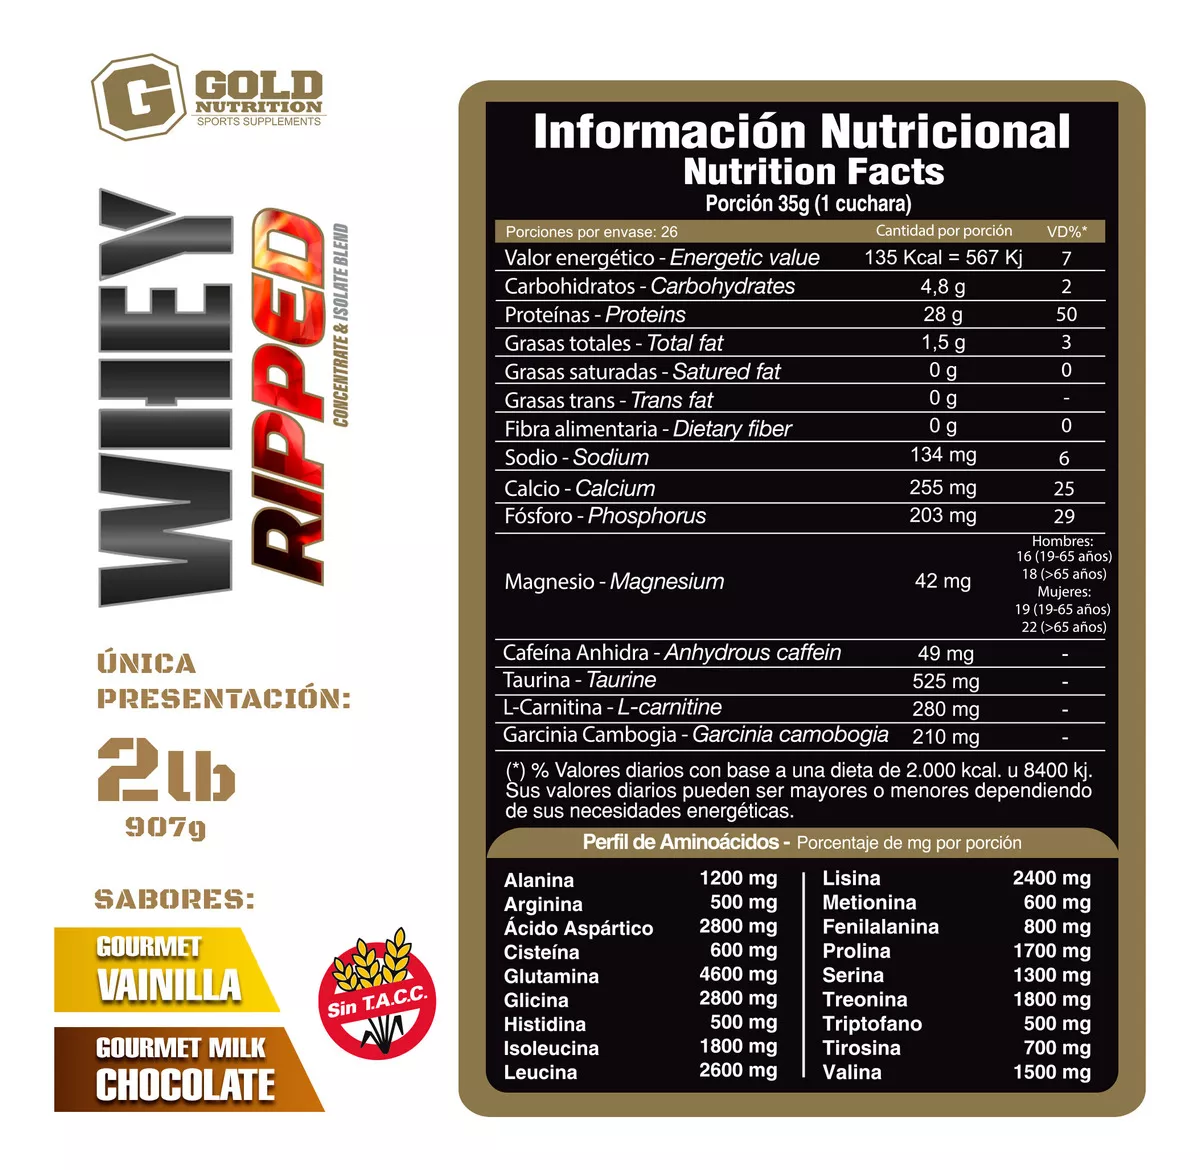 G
GOLD
NUTRITION
SPORTS SUPPLEMENTS
WHEY
RIPPED
CONCENTRATE & ISOLATE BLEND
ÚNICA
PRESENTACIÓN:
2lb
907g
SABORES:
GOURMET
VAINILLA
GOURMET MILK
CHOCOLATE
Sin T.A.C.C.
Información Nutricional
Nutrition Facts
Porción 35g (1 cuchara)
Porciones por envase: 26 Cantidad por porción VD%*
Valor energético - Energetic value 135 Kcal = 567 Kj 7
Carbohidratos - Carbohydrates 4,8 g 2
Proteínas - Proteins 28 g 50
Grasas totales - Total fat 1,5 g 3
Grasas saturadas - Satured fat 0 g 0
Grasas trans - Trans fat 0 g -
Fibra alimentaria - Dietary fiber 0 g 0
Sodio - Sodium 134 mg 6
Calcio - Calcium 255 mg 25
Fósforo - Phosphorus 203 mg 29
Magnesio - Magnesium 42 mg
Hombres:
16 (19-65 años)
18 (>65 años)
Mujeres:
19 (19-65 años)
22 (>65 años)
Cafeína Anhidra - Anhydrous caffein 49 mg -
Taurina - Taurine 525 mg -
L-Carnitina - L-carnitine 280 mg -
Garcinia Cambogia - Garcinia camobogia 210 mg -
(*) % Valores diarios con base a una dieta de 2.000 kcal. u 8400 kj.
Sus valores diarios pueden ser mayores o menores dependiendo
de sus necesidades energéticas.
Perfil de Aminoácidos - Porcentaje de mg por porción
Alanina 1200 mg
Arginina 500 mg
Ácido Aspártico 2800 mg
Cisteína 600 mg
Glutamina 4600 mg
Glicina 2800 mg
Histidina 500 mg
Isoleucina 1800 mg
Leucina 2600 mg
Lisina 2400 mg
Metionina 600 mg
Fenilalanina 800 mg
Prolina 1700 mg
Serina 1300 mg
Treonina 1800 mg
Triptofano 500 mg
Tirosina 700 mg
Valina 1500 mg